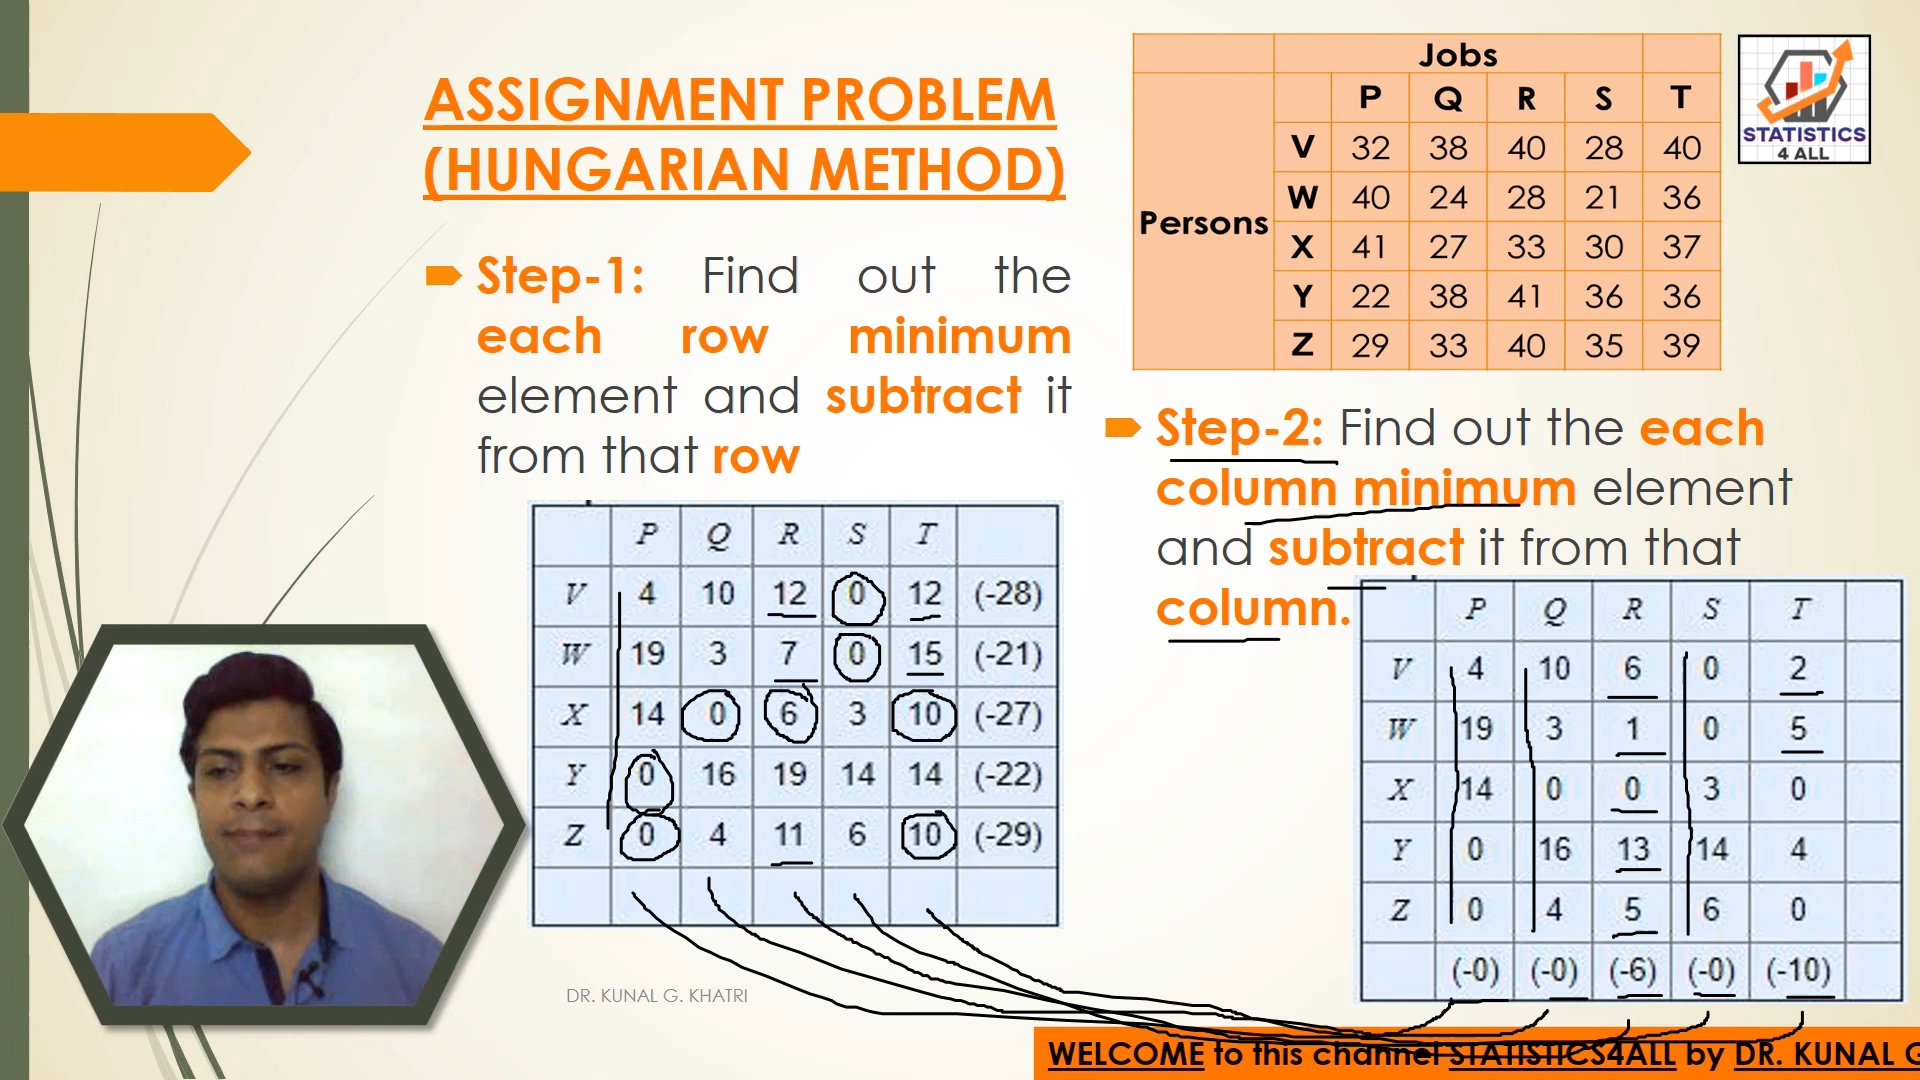 ASSIGNMENT PROBLEM
(HUNGARIAN METHOD)
Step-1: Find out the
each row minimum
element and subtract it
from that row
P Q R S T
V 4 10 12 0 12 (-28)
W 19 3 7 0 15 (-21)
X 14 0 6 3 10 (-27)
Y 0 16 19 14 14 (-22)
Z 0 4 11 6 10 (-29)
DR. KUNAL G. KHATRI
Jobs
P Q R S T
Persons
V 32 38 40 28 40
W 40 24 28 21 36
X 41 27 33 30 37
Y 22 38 41 36 36
Z 29 33 40 35 39
STATISTICS
4 ALL
Step-2: Find out the each
column minimum element
and subtract it from that
column.
P Q R S T
V 4 10 6 0 2
W 19 3 1 0 5
X 14 0 0 3 0
Y 0 16 13 14 4
Z 0 4 5 6 0
(-0) (-0) (-6) (-0) (-10)
WELCOME to this channel STATISTICS4ALL by DR. KUNAL G